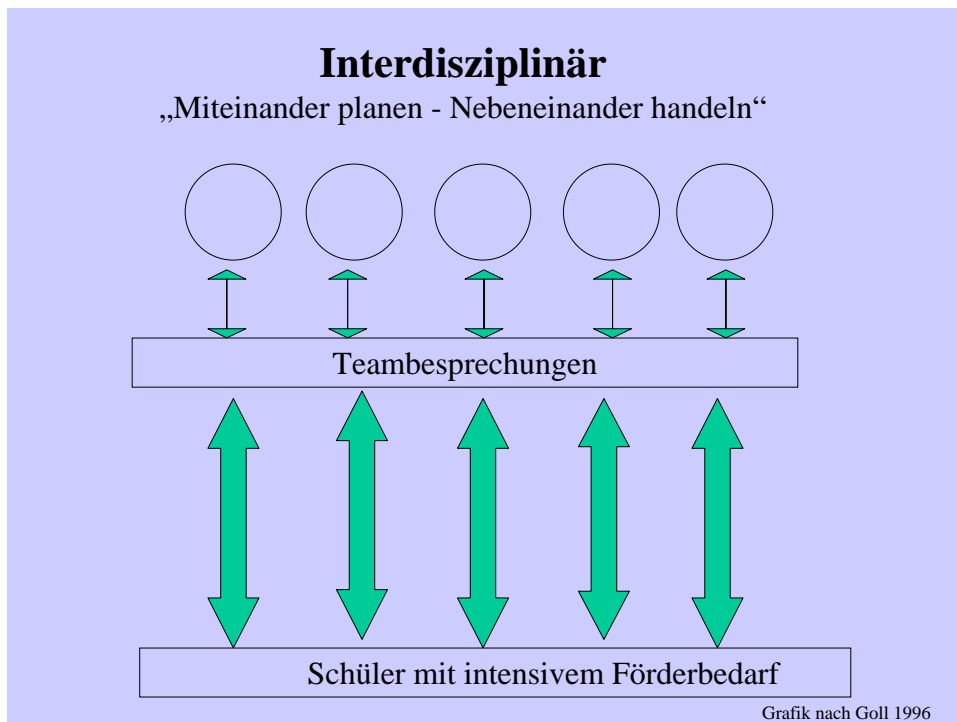 Interdisziplinär
„Miteinander planen - Nebeneinander handeln“
Teambesprechungen
Schüler mit intensivem Förderbedarf
Grafik nach Goll 1996